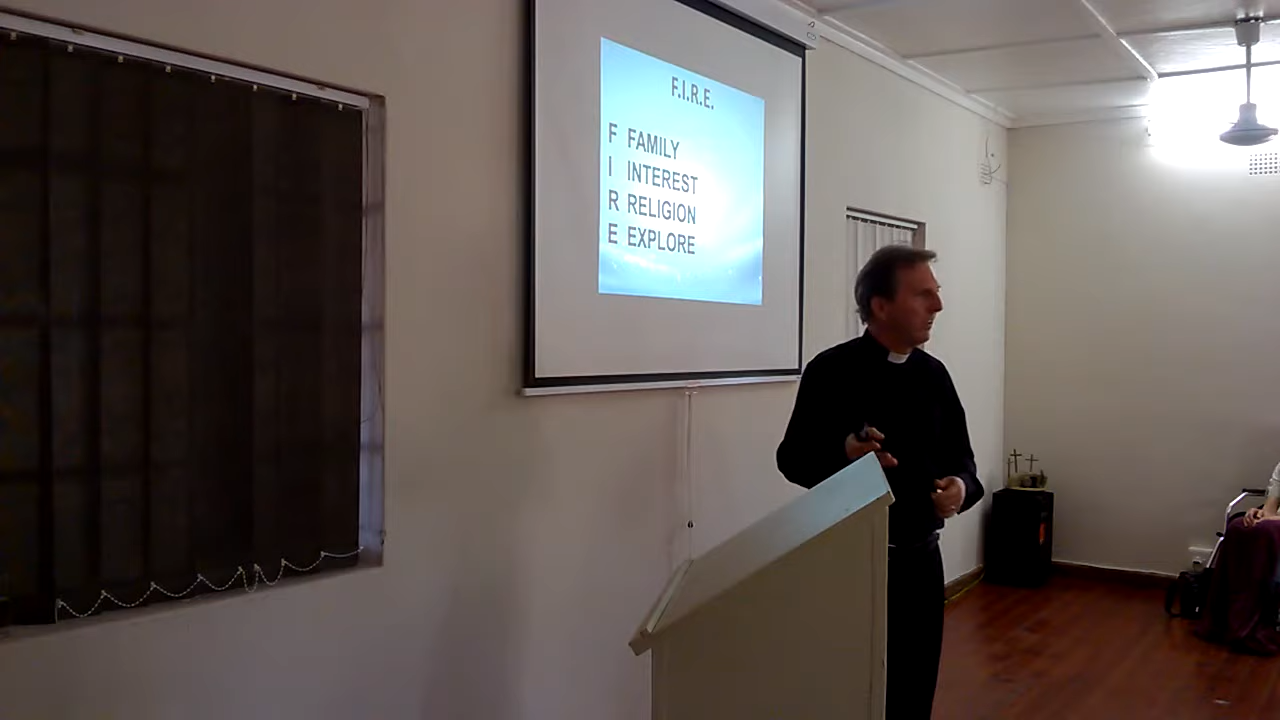 F.I.R.E.
F FAMILY
I INTEREST
R RELIGION
E EXPLORE